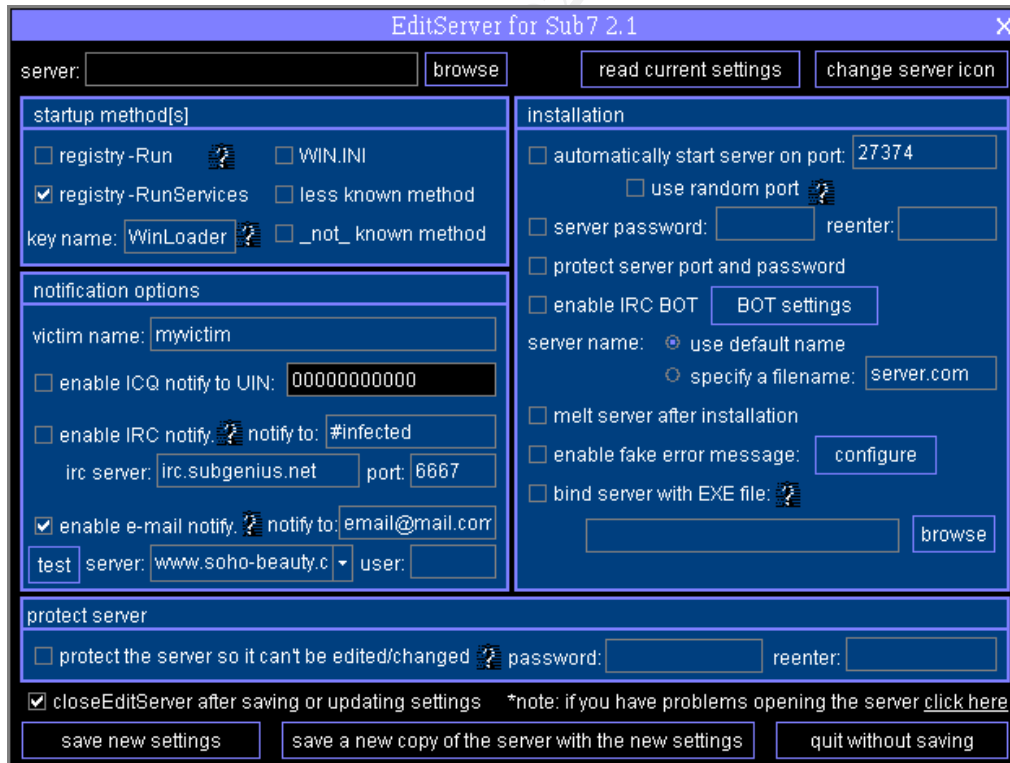 EditServer for Sub7 2.1 X
server: browse read current settings change server icon
startup method[s]
registry-Run ? WIN.INI
registry-RunServices less known method
key name: WinLoader ? _not_ known method
notification options
victim name: myvictim
enable ICQ notify to UIN: 00000000000
enable IRC notify. ? notify to: #infected
irc server: irc.subgenius.net port: 6667
enable e-mail notify. ? notify to: email@mail.com
test server: www.soho-beauty.c user:
installation
automatically start server on port: 27374
use random port ?
server password: reenter:
protect server port and password
enable IRC BOT BOT settings
server name: use default name
specify a filename: server.com
melt server after installation
enable fake error message: configure
bind server with EXE file: ?
browse
protect server
protect the server so it can't be edited/changed ? password: reenter:
closeEditServer after saving or updating settings *note: if you have problems opening the server click here
save new settings save a new copy of the server with the new settings quit without saving